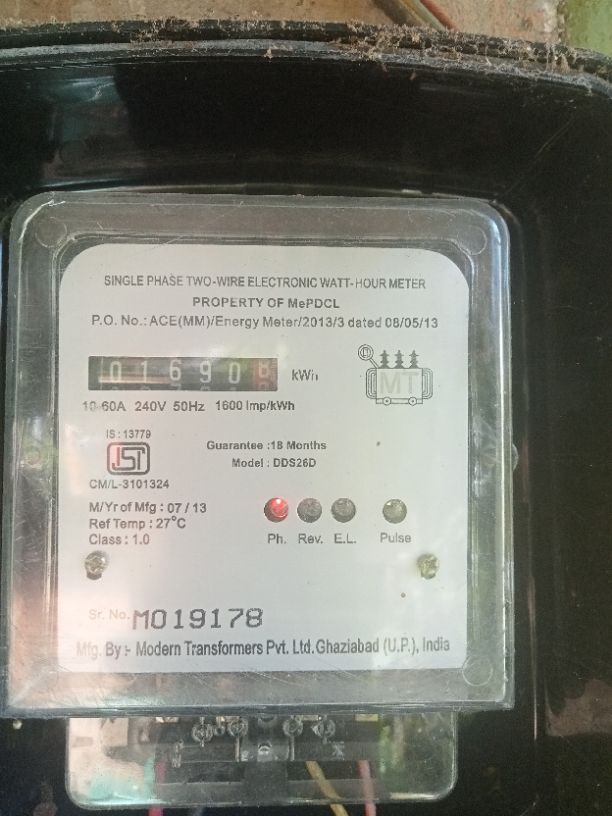 SINGLE PHASE TWO-WIRE ELECTRONIC WATT-HOUR METER
PROPERTY OF MePDCL
P.O. No.: ACE(MM)/Energy Meter/2013/3 dated 08/05/13
01690 kWh
MT
10-60A 240V 50Hz 1600 Imp/kWh
IS : 13779
Guarantee :18 Months
Model : DDS26D
CM/L-3101324
M/Yr of Mfg : 07 / 13
Ref Temp : 27°C
Class : 1.0
Ph. Rev. E.L. Pulse
Sr. No. M019178
Mfg. By :- Modern Transformers Pvt. Ltd. Ghaziabad (U.P.), India